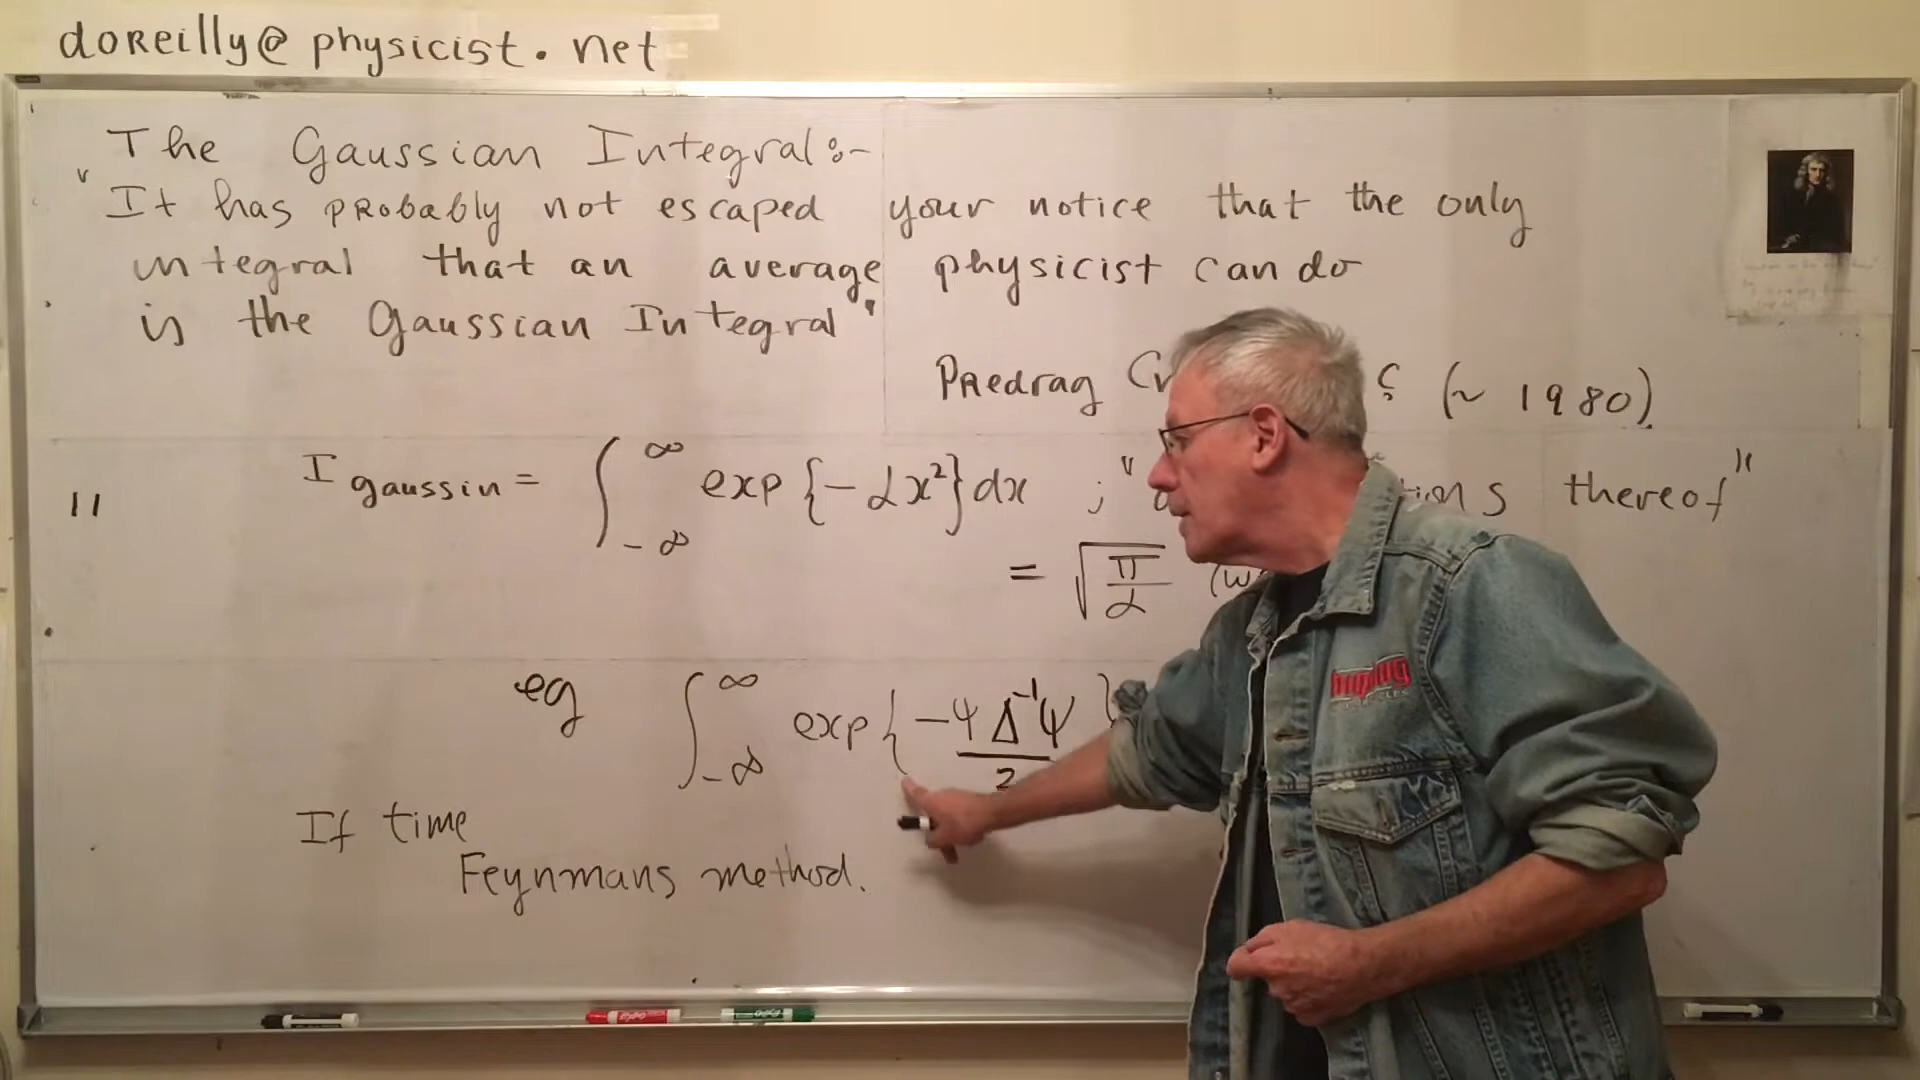 doreilly@physicist.net
The Gaussian Integral:-
"It has probably not escaped your notice that the only
integral that an average physicist can do
is the Gaussian Integral"
Predrag (~ 1980)
I gaussin = ∫_{-∞}^{∞} exp{-αx²}dx ; " thereof"
11
= √(π/α)
eg ∫_{-∞}^{∞} exp{-ψ Δ⁻¹ψ / 2}
If time
Feynmans method.